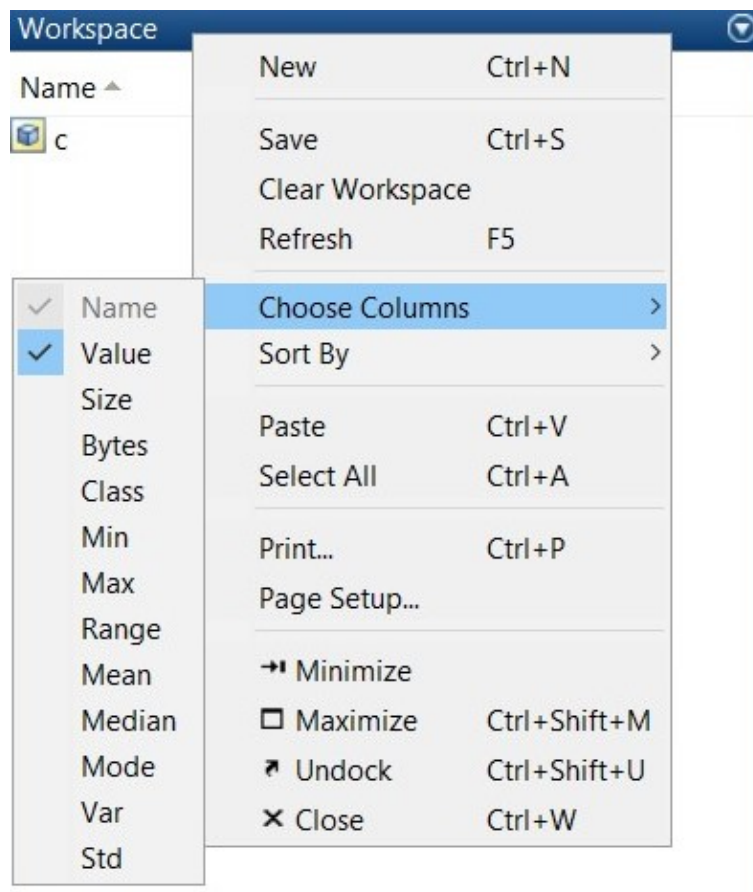 Workspace
Name
c
New Ctrl+N
Save Ctrl+S
Clear Workspace
Refresh F5
Choose Columns
Sort By
Paste Ctrl+V
Select All Ctrl+A
Print... Ctrl+P
Page Setup...
Minimize
Maximize Ctrl+Shift+M
Undock Ctrl+Shift+U
Close Ctrl+W
Name
Value
Size
Bytes
Class
Min
Max
Range
Mean
Median
Mode
Var
Std